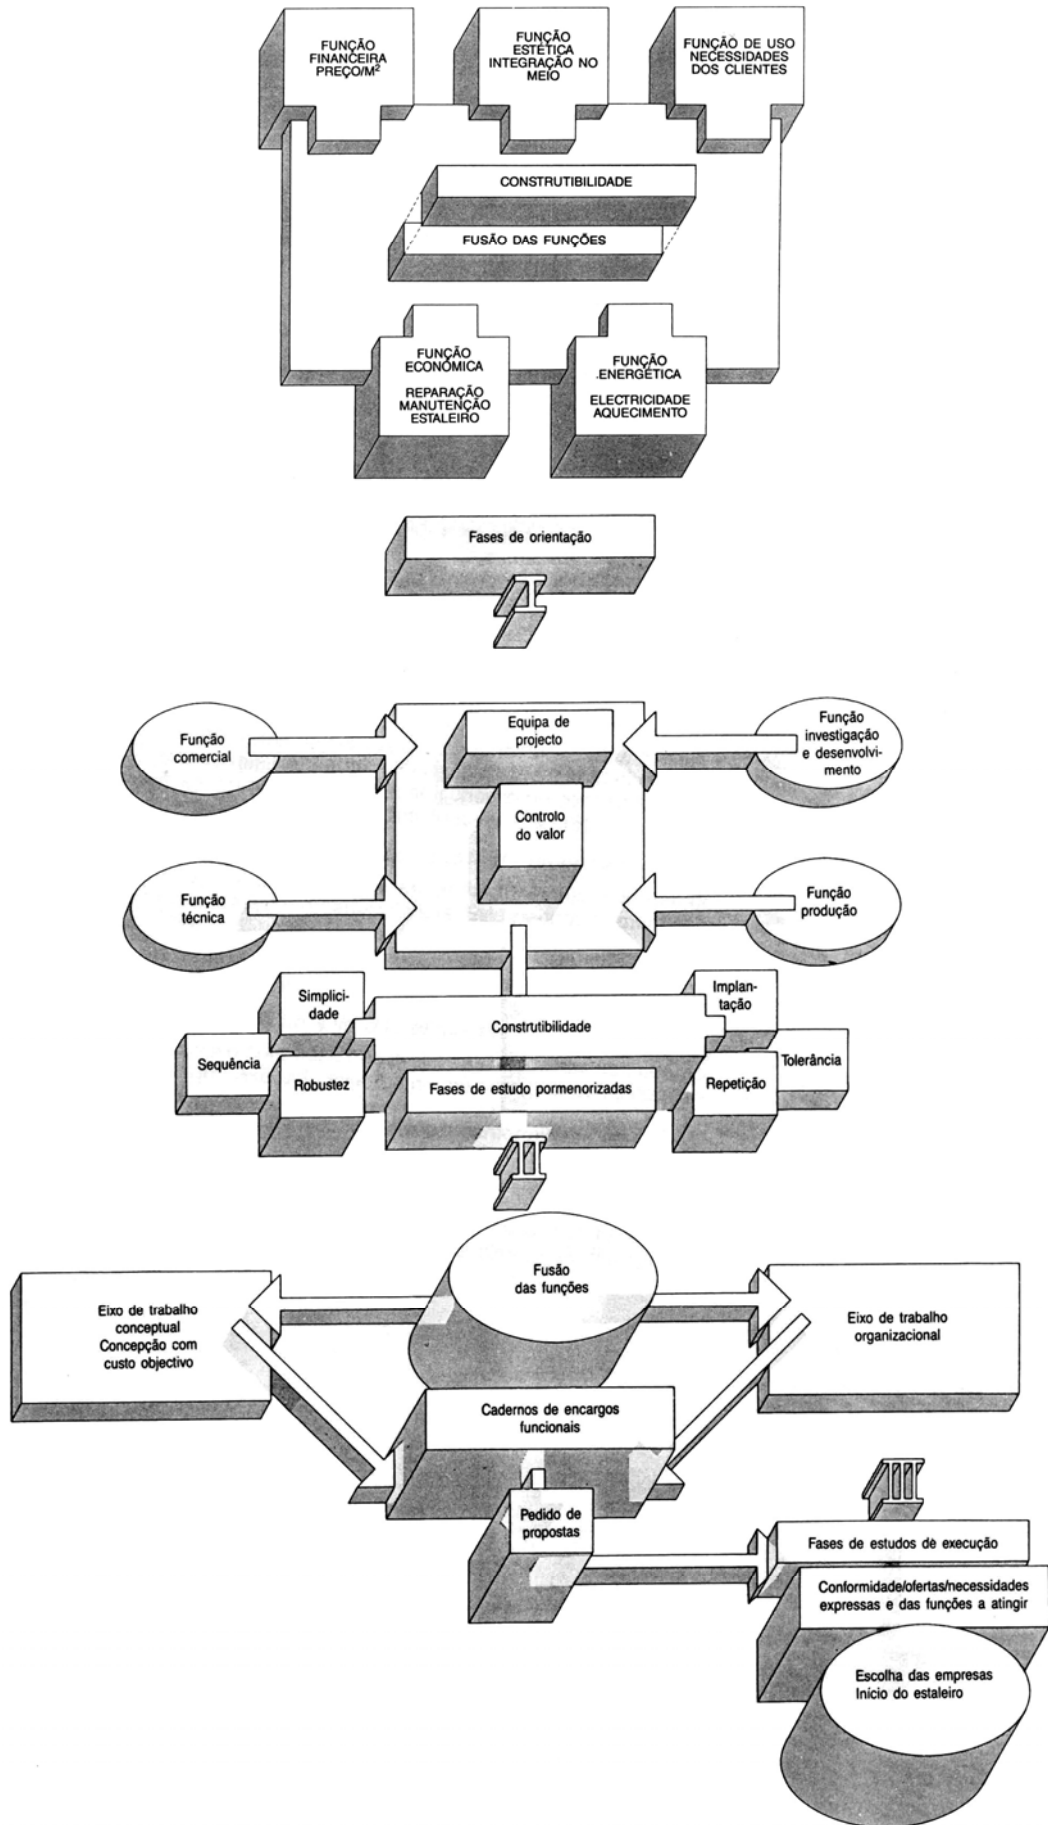 FUNÇÃO
FINANCEIRA
PREÇO/M²
FUNÇÃO
ESTÉTICA
INTEGRAÇÃO NO
MEIO
FUNÇÃO DE USO
NECESSIDADES
DOS CLIENTES
CONSTRUTIBILIDADE
FUSÃO DAS FUNÇÕES
FUNÇÃO
ECONÓMICA
REPARAÇÃO
MANUTENÇÃO
ESTALEIRO
FUNÇÃO
ENERGÉTICA
ELECTRICIDADE
AQUECIMENTO
Fases de orientação
I
Função
comercial
Equipa de
projecto
Função
investigação
e desenvolvi-
mento
Controlo
do valor
Função
técnica
Função
produção
Simplici-
dade
Implan-
tação
Construtibilidade
Sequência
Robustez
Tolerância
Repetição
Fases de estudo pormenorizadas
II
Fusão
das funções
Eixo de trabalho
conceptual
Concepção com
custo objectivo
Eixo de trabalho
organizacional
Cadernos de encargos
funcionais
III
Pedido de
propostas
Fases de estudos de execução
Conformidade/ofertas/necessidades
expressas e das funções a atingir
Escolha das empresas
Início do estaleiro